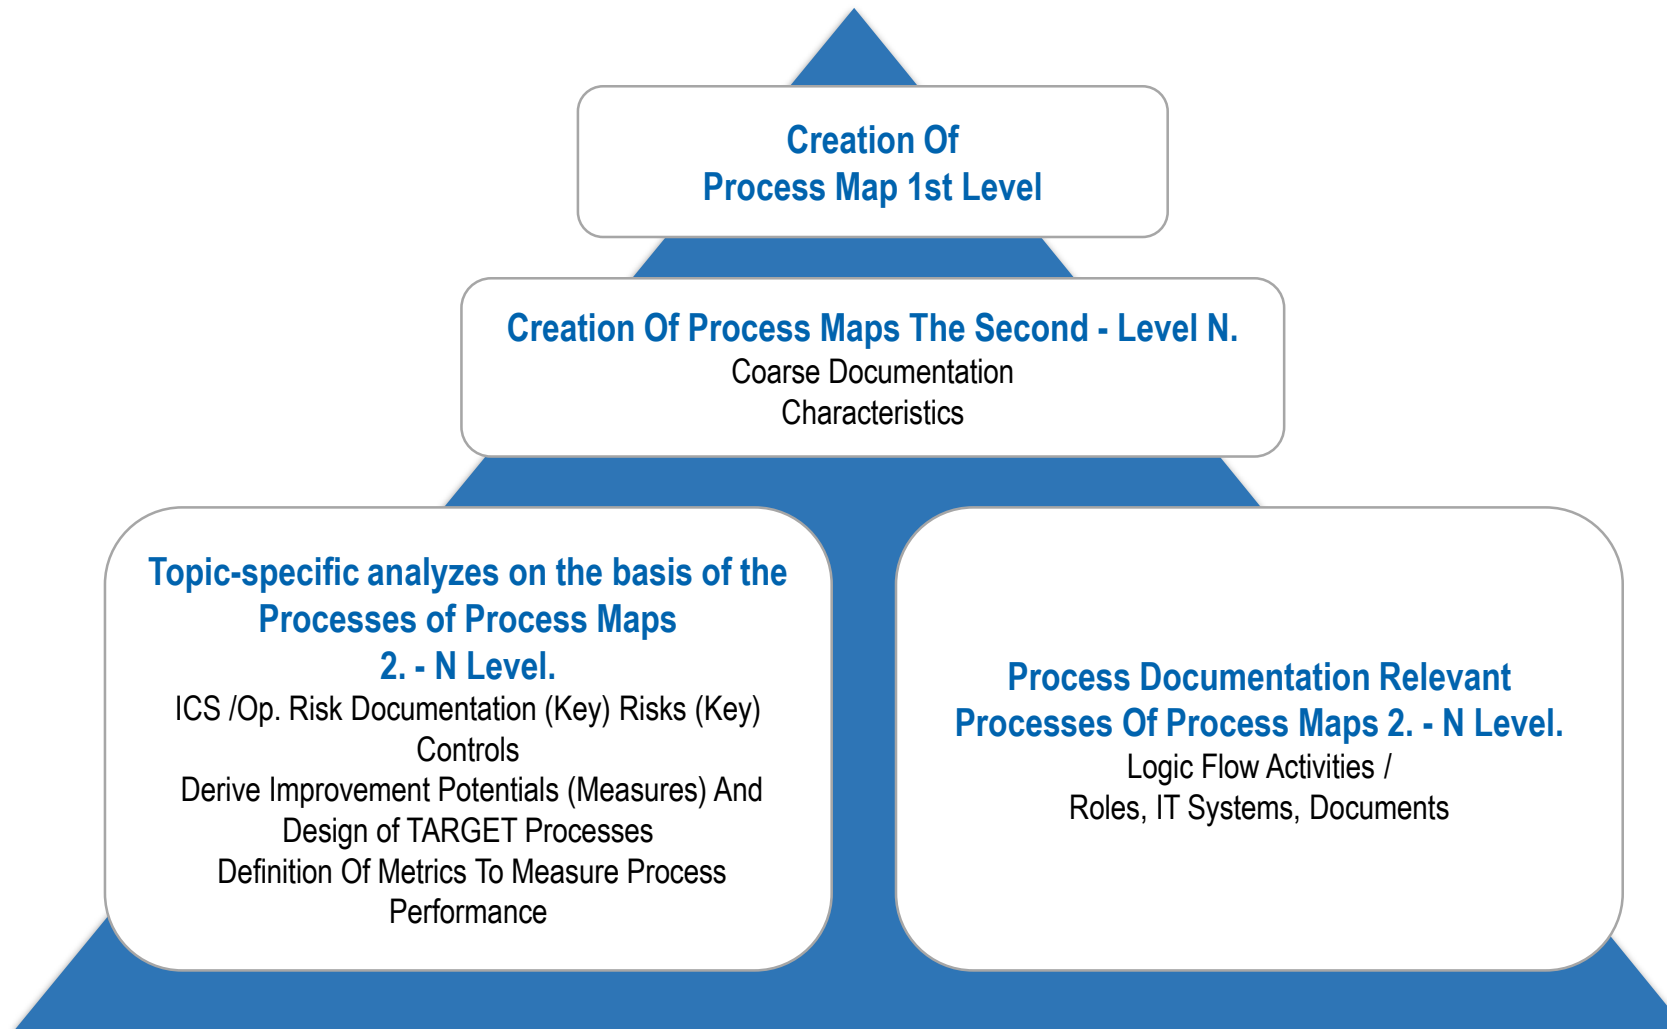 Creation Of
Process Map 1st Level
Creation Of Process Maps The Second - Level N.
Coarse Documentation
Characteristics
Topic-specific analyzes on the basis of the
Processes of Process Maps
2. - N Level.
ICS /Op. Risk Documentation (Key) Risks (Key)
Controls
Derive Improvement Potentials (Measures) And
Design of TARGET Processes
Definition Of Metrics To Measure Process
Performance
Process Documentation Relevant
Processes Of Process Maps 2. - N Level.
Logic Flow Activities /
Roles, IT Systems, Documents